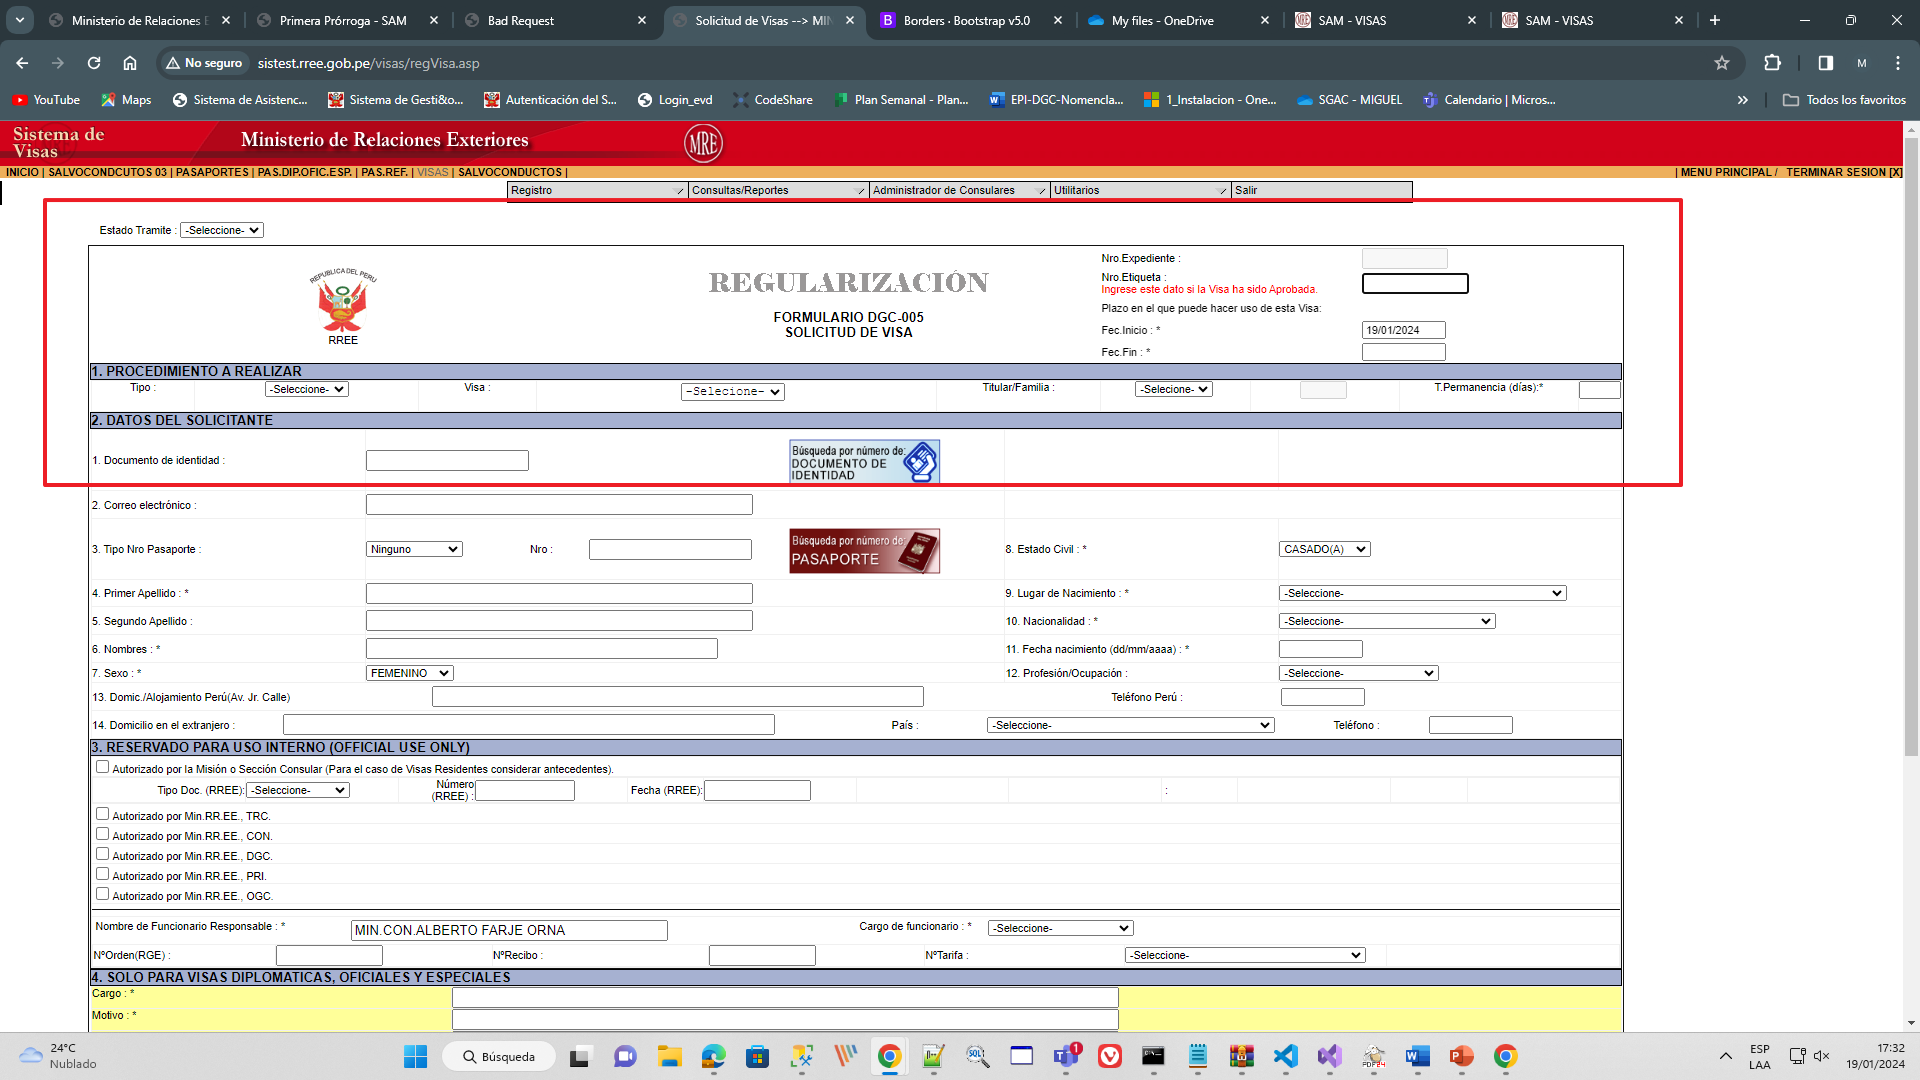 Ministerio de Relaciones E
Primera Prórroga - SAM
Bad Request
Solicitud de Visas --> MIN
Borders · Bootstrap v5.0
My files - OneDrive
SAM - VISAS
SAM - VISAS
No seguro
sistest.rree.gob.pe/visas/regVisa.asp
M
YouTube
Maps
Sistema de Asistenc...
Sistema de Gesti&o...
Autenticación del S...
Login_evd
CodeShare
Plan Semanal - Plan...
EPI-DGC-Nomencla...
1_Instalacion - One...
SGAC - MIGUEL
Calendario | Micros...
Todos los favoritos
Sistema de
Visas
Ministerio de Relaciones Exteriores
MRE
INICIO | SALVOCONDCUTOS 03 | PASAPORTES | PAS.DIP.OFIC.ESP. | PAS.REF. | VISAS | SALVOCONDUCTOS |
| MENU PRINCIPAL / TERMINAR SESION [X]
Registro
Consultas/Reportes
Administrador de Consulares
Utilitarios
Salir
Estado Tramite : -Seleccione-
REPUBLICA DEL PERU
RREE
REGULARIZACIÓN
FORMULARIO DGC-005
SOLICITUD DE VISA
Nro.Expediente :
Nro.Etiqueta :
Ingrese este dato si la Visa ha sido Aprobada.
Plazo en el que puede hacer uso de esta Visa:
Fec.Inicio : * 19/01/2024
Fec.Fin : *
1. PROCEDIMIENTO A REALIZAR
Tipo : -Seleccione- Visa : -Selecione- Titular/Familia : -Selecione- T.Permanencia (días):*
2. DATOS DEL SOLICITANTE
1. Documento de identidad :
Búsqueda por número de:
DOCUMENTO DE
IDENTIDAD
2. Correo electrónico :
3. Tipo Nro Pasaporte : Ninguno Nro :
Búsqueda por número de:
PASAPORTE
8. Estado Civil : * CASADO(A)
4. Primer Apellido : *
9. Lugar de Nacimiento : * -Seleccione-
5. Segundo Apellido :
10. Nacionalidad : * -Seleccione-
6. Nombres : *
11. Fecha nacimiento (dd/mm/aaaa) : *
7. Sexo : * FEMENINO
12. Profesión/Ocupación : -Seleccione-
13. Domic./Alojamiento Perú(Av. Jr. Calle)
Teléfono Perú :
14. Domicilio en el extranjero :
País : -Seleccione- Teléfono :
3. RESERVADO PARA USO INTERNO (OFFICIAL USE ONLY)
Autorizado por la Misión o Sección Consular (Para el caso de Visas Residentes considerar antecedentes).
Tipo Doc. (RREE): -Seleccione-
Número
(RREE) :
Fecha (RREE): :
Autorizado por Min.RR.EE., TRC.
Autorizado por Min.RR.EE., CON.
Autorizado por Min.RR.EE., DGC.
Autorizado por Min.RR.EE., PRI.
Autorizado por Min.RR.EE., OGC.
Nombre de Funcionario Responsable : * MIN.CON.ALBERTO FARJE ORNA
Cargo de funcionario : * -Seleccione-
NºOrden(RGE) : NºRecibo : NºTarifa : -Seleccione-
4. SOLO PARA VISAS DIPLOMATICAS, OFICIALES Y ESPECIALES
Cargo : *
Motivo : *
24°C
Nublado
Búsqueda
1
ESP
LAA
17:32
19/01/2024